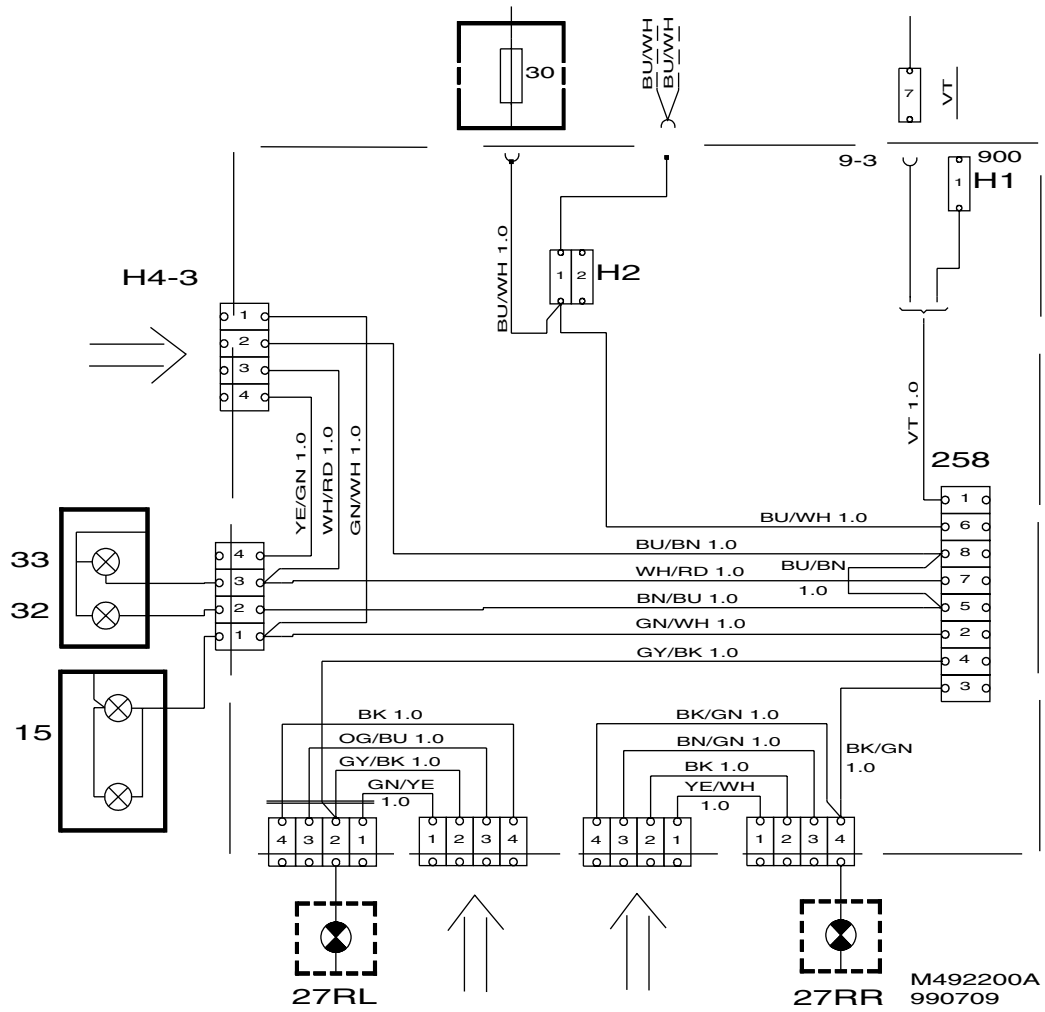 30
BU/WH
BU/WH
7
VT
9-3
900
1
H1
BU/WH 1.0
1 2
H2
H4-3
1
2
3
4
YE/GN 1.0
WH/RD 1.0
GN/WH 1.0
VT 1.0
258
1
6
8
7
5
2
4
3
BU/WH 1.0
BU/BN 1.0
WH/RD 1.0
BU/BN
1.0
BN/BU 1.0
GN/WH 1.0
GY/BK 1.0
33
32
4
3
2
1
15
BK 1.0
OG/BU 1.0
GY/BK 1.0
GN/YE
1.0
BK/GN 1.0
BN/GN 1.0
BK 1.0
YE/WH
1.0
BK/GN
1.0
4 3 2 1
1 2 3 4
4 3 2 1
1 2 3 4
27RL
27RR
M492200A
990709